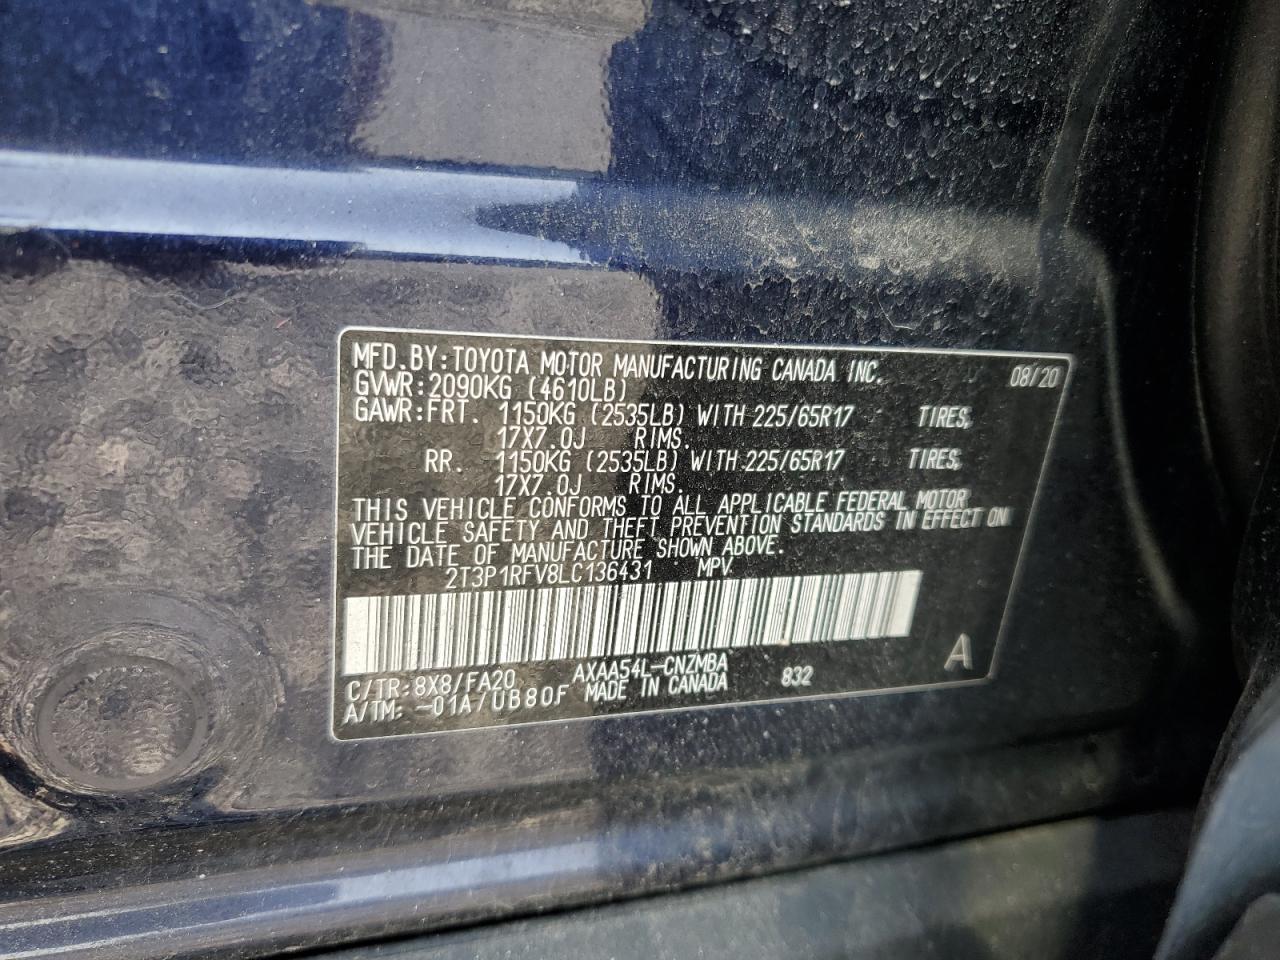 MFD.BY:TOYOTA MOTOR MANUFACTURING CANADA INC. 08/20
GVWR:2090KG (4610LB)
GAWR:FRT. 1150KG (2535LB) WITH 225/65R17 TIRES,
17X7.0J RIMS.
RR. 1150KG (2535LB) WITH 225/65R17 TIRES,
17X7.0J RIMS.
THIS VEHICLE CONFORMS TO ALL APPLICABLE FEDERAL MOTOR
VEHICLE SAFETY AND THEFT PREVENTION STANDARDS IN EFFECT ON
THE DATE OF MANUFACTURE SHOWN ABOVE.
2T3P1RFV8LC136431 MPV
A
C/TR:8X8/FA20 AXAA54L-CNZMBA 832
A/TM: -01A/UB80F MADE IN CANADA